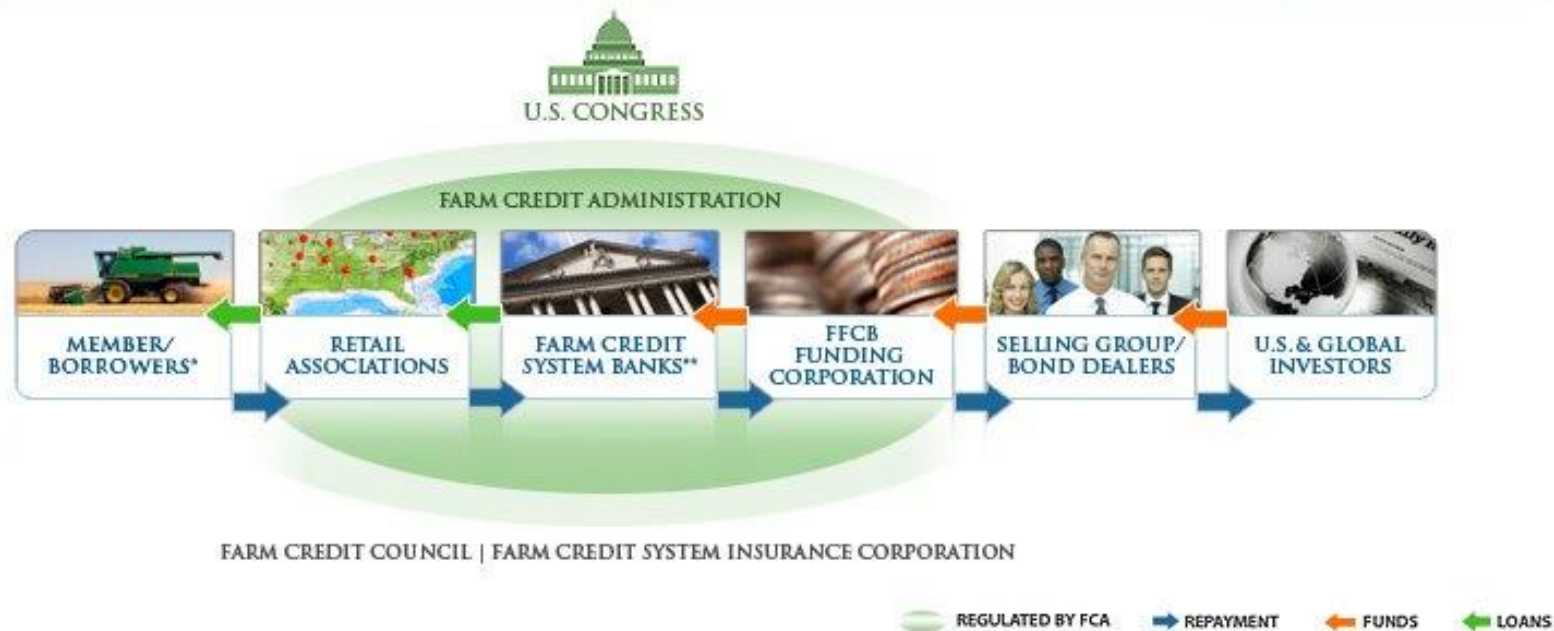 U.S. CONGRESS
FARM CREDIT ADMINISTRATION
MEMBER/
BORROWERS*
RETAIL
ASSOCIATIONS
FARM CREDIT
SYSTEM BANKS**
FFCB
FUNDING
CORPORATION
SELLING GROUP/
BOND DEALERS
U.S. & GLOBAL
INVESTORS
FARM CREDIT COUNCIL | FARM CREDIT SYSTEM INSURANCE CORPORATION
REGULATED BY FCA
REPAYMENT
FUNDS
LOANS